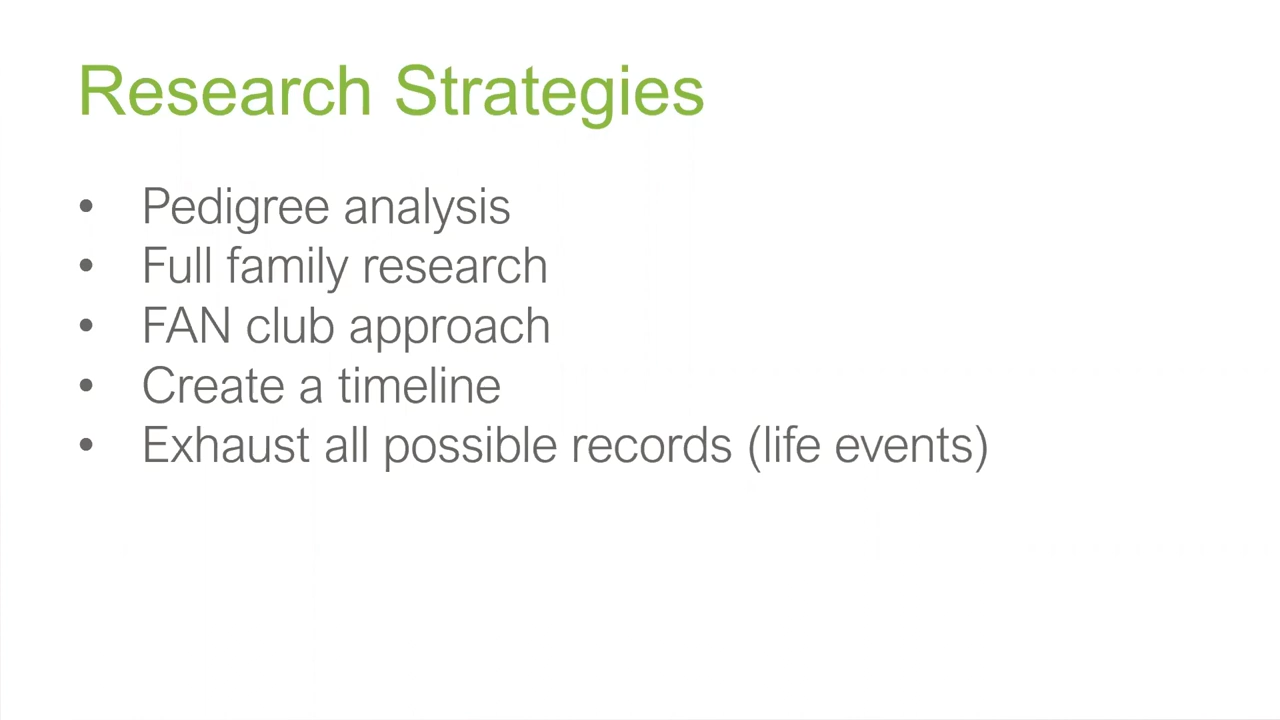 Research Strategies
• Pedigree analysis
• Full family research
• FAN club approach
• Create a timeline
• Exhaust all possible records (life events)